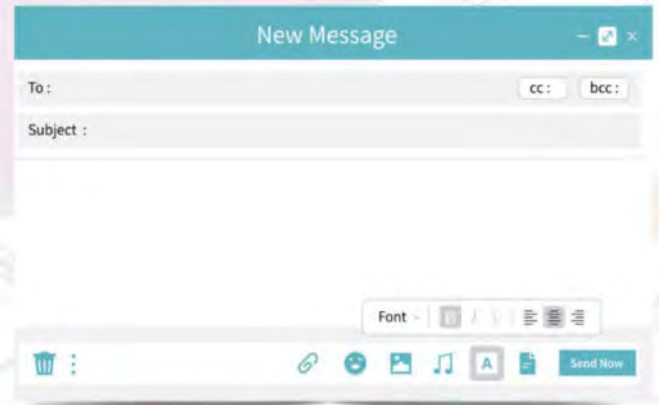 New Message
To :
cc :
bcc :
Subject :
Font
B I U
A
Send Now